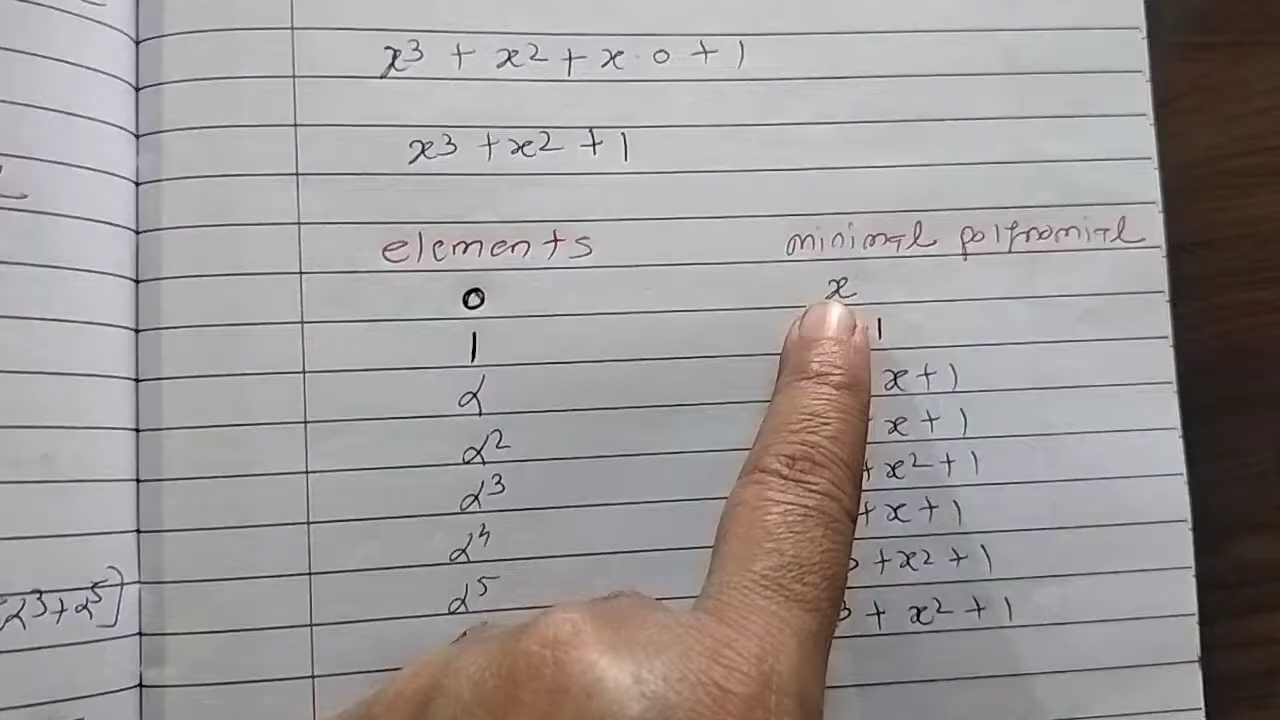 x³ + x² + x·0 + 1
x³ + x² + 1
elements minimal polynomial
0 x
1 1
α x + 1
α² x + 1
α³ + x² + 1
α⁴ + x + 1
α⁵ + x² + 1
α³ + α⁵] + x² + 1